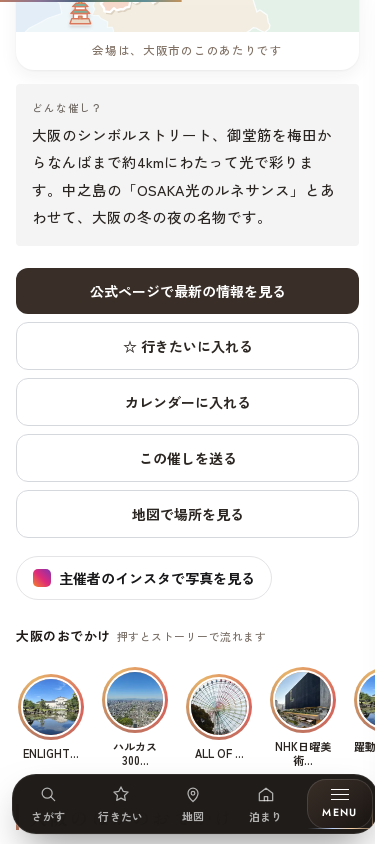 会場は、大阪市のこのあたりです
どんな催し？
大阪のシンボルストリート、御堂筋を梅田か
らなんばまで約4kmにわたって光で彩りま
す。中之島の「OSAKA光のルネサンス」とあ
わせて、大阪の冬の夜の名物です。
公式ページで最新の情報を見る
☆ 行きたいに入れる
カレンダーに入れる
この催しを送る
地図で場所を見る
主催者のインスタで写真を見る
大阪のおでかけ 押すとストーリーで流れます
ENLIGHT...
ハルカス
300...
ALL OF ...
NHK日曜美
術...
躍動
さがす
行きたい
地図
泊まり
MENU